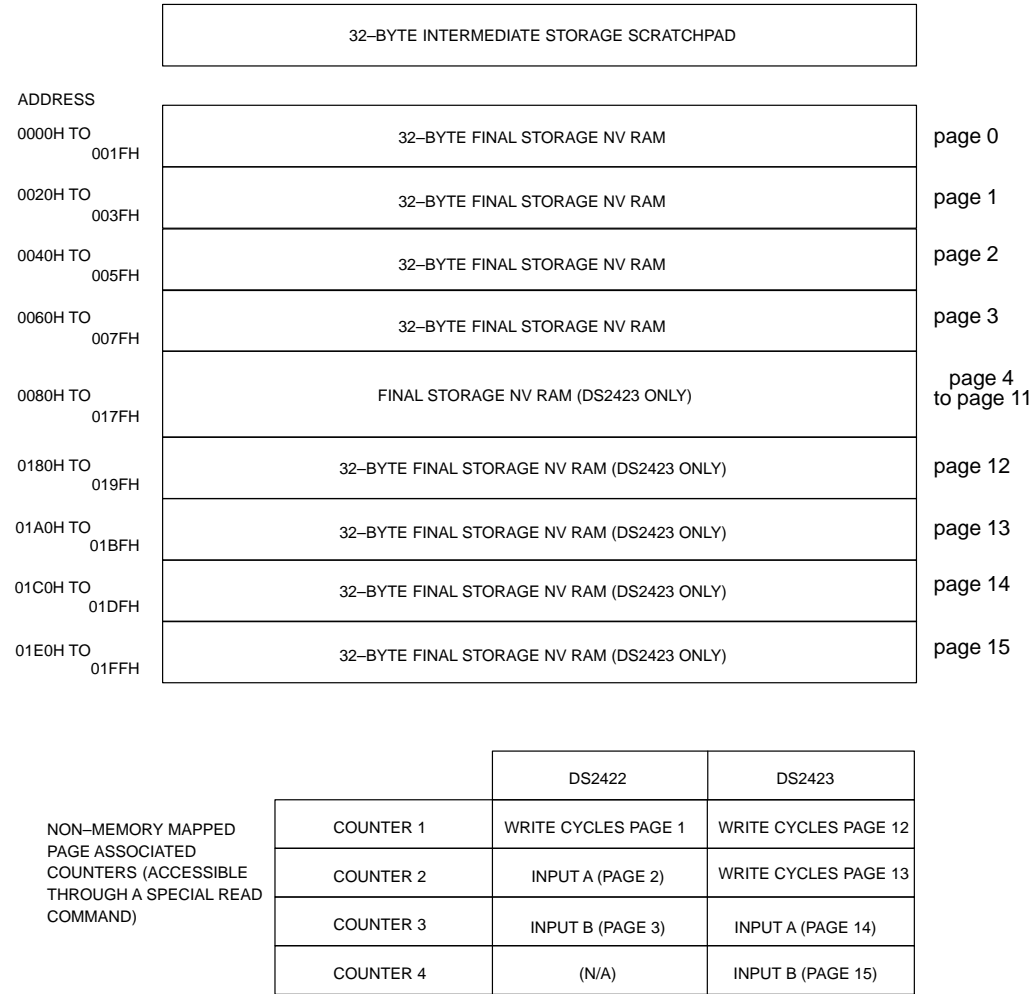 32–BYTE INTERMEDIATE STORAGE SCRATCHPAD
ADDRESS
0000H TO
001FH
32–BYTE FINAL STORAGE NV RAM
page 0
0020H TO
003FH
32–BYTE FINAL STORAGE NV RAM
page 1
0040H TO
005FH
32–BYTE FINAL STORAGE NV RAM
page 2
0060H TO
007FH
32–BYTE FINAL STORAGE NV RAM
page 3
0080H TO
017FH
FINAL STORAGE NV RAM (DS2423 ONLY)
page 4
to page 11
0180H TO
019FH
32–BYTE FINAL STORAGE NV RAM (DS2423 ONLY)
page 12
01A0H TO
01BFH
32–BYTE FINAL STORAGE NV RAM (DS2423 ONLY)
page 13
01C0H TO
01DFH
32–BYTE FINAL STORAGE NV RAM (DS2423 ONLY)
page 14
01E0H TO
01FFH
32–BYTE FINAL STORAGE NV RAM (DS2423 ONLY)
page 15
NON–MEMORY MAPPED
PAGE ASSOCIATED
COUNTERS (ACCESSIBLE
THROUGH A SPECIAL READ
COMMAND)
DS2422 DS2423
COUNTER 1 WRITE CYCLES PAGE 1 WRITE CYCLES PAGE 12
COUNTER 2 INPUT A (PAGE 2) WRITE CYCLES PAGE 13
COUNTER 3 INPUT B (PAGE 3) INPUT A (PAGE 14)
COUNTER 4 (N/A) INPUT B (PAGE 15)